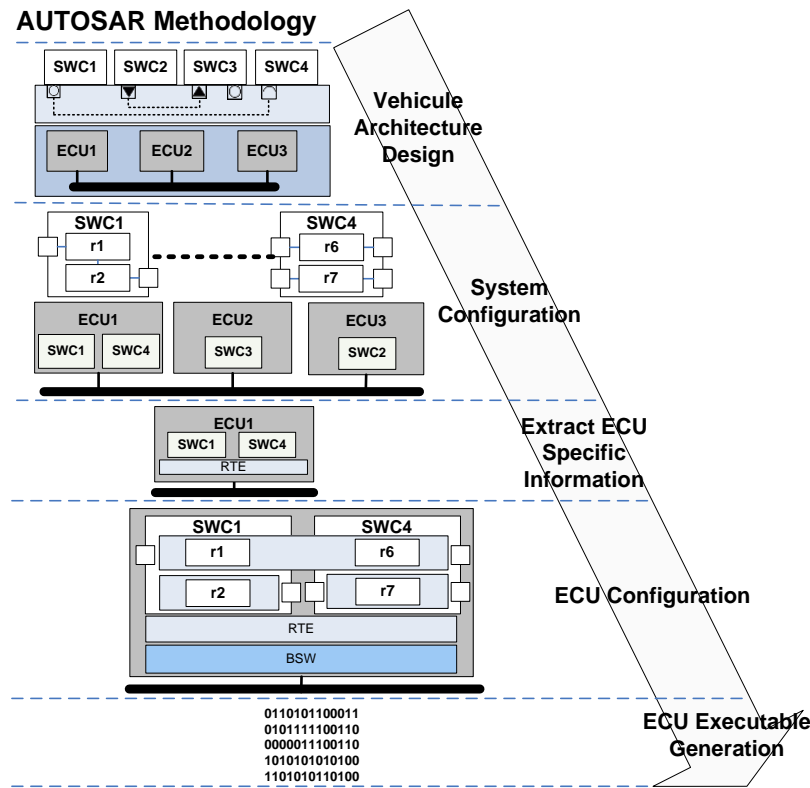 AUTOSAR Methodology
SWC1 SWC2 SWC3 SWC4
ECU1 ECU2 ECU3
Vehicule
Architecture
Design
SWC1 SWC4
r1 r6
r2 r7
ECU1 ECU2 ECU3
SWC1 SWC4 SWC3 SWC2
System
Configuration
ECU1
SWC1 SWC4
RTE
Extract ECU
Specific
Information
SWC1 SWC4
r1 r6
r2 r7
RTE
BSW
ECU Configuration
0110101100011
0101111100110
0000011100110
1010101010100
1101010110100
ECU Executable
Generation